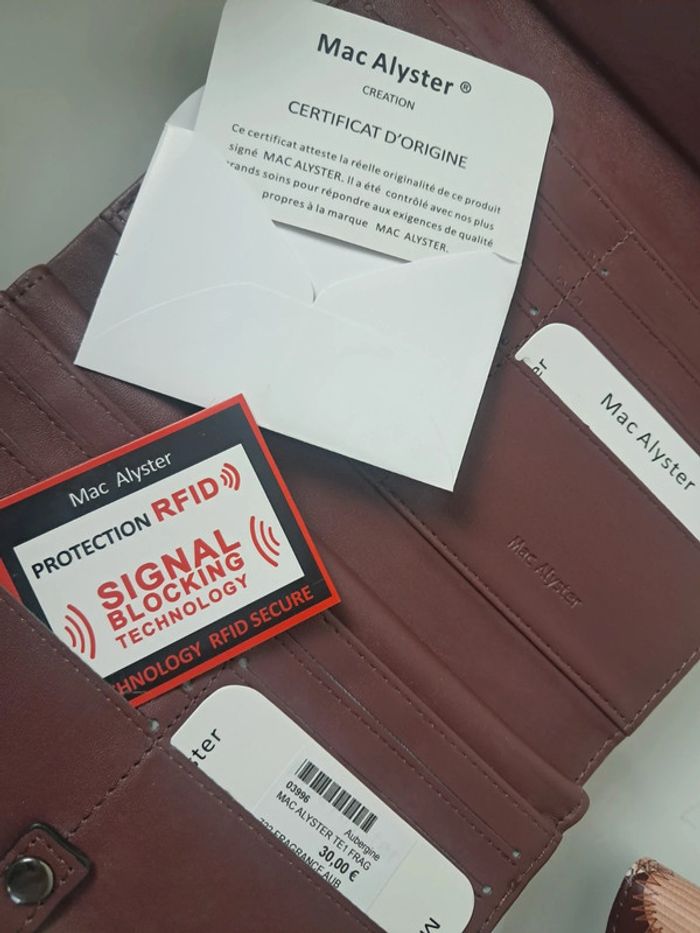 Mac Alyster ®
CREATION
CERTIFICAT D'ORIGINE
Ce certificat atteste la réelle originalité de ce produit
signé MAC ALYSTER. Il a été contrôlé avec nos plus
grands soins pour répondre aux exigences de qualité
propres à la marque MAC ALYSTER.
Mac Alyster
Mac Alyster
Mac Alyster
PROTECTION RFID
SIGNAL
BLOCKING
TECHNOLOGY
HNOLOGY RFID SECURE
ster
03996
Aubergine
MAC ALYSTER TE1 FRAG
30,00 €
FRAGRANCE AUB
M